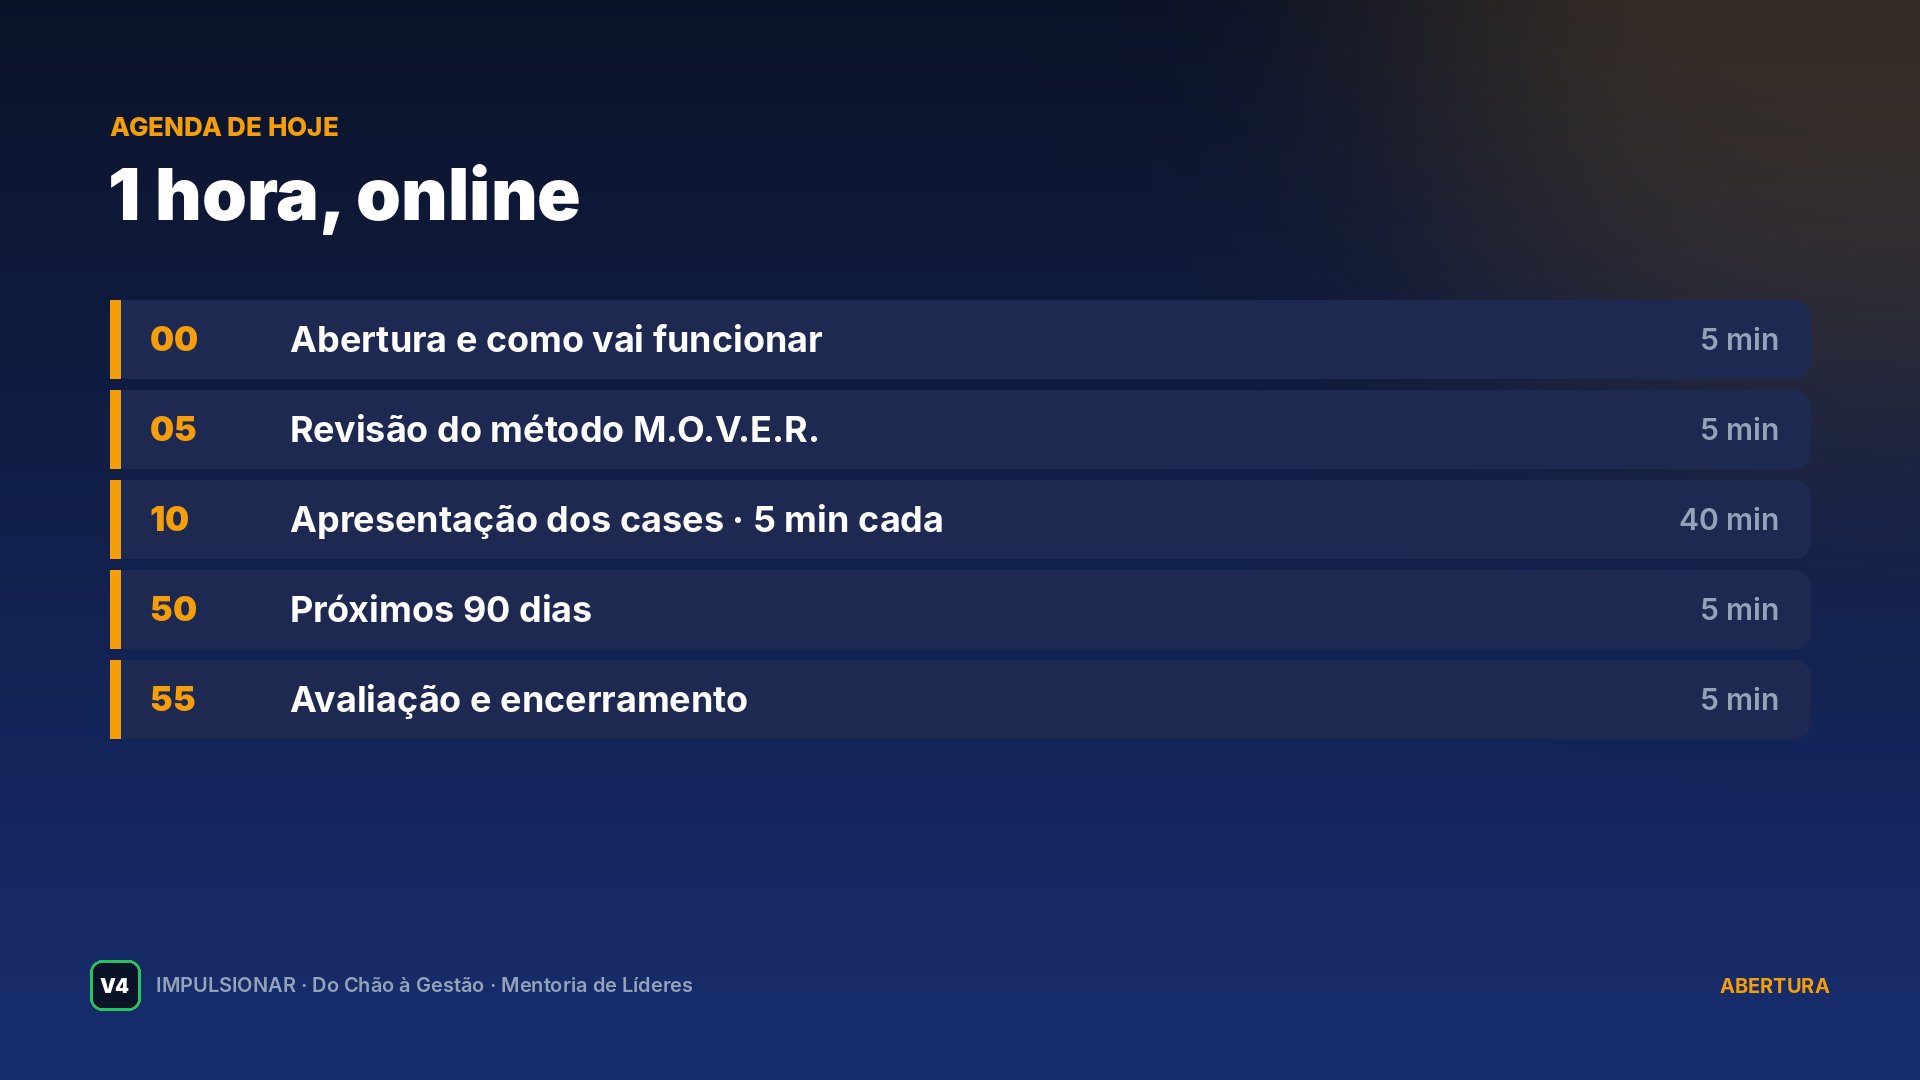 AGENDA DE HOJE
1 hora, online
00 Abertura e como vai funcionar 5 min
05 Revisão do método M.O.V.E.R. 5 min
10 Apresentação dos cases · 5 min cada 40 min
50 Próximos 90 dias 5 min
55 Avaliação e encerramento 5 min
V4 IMPULSIONAR · Do Chão à Gestão · Mentoria de Líderes ABERTURA